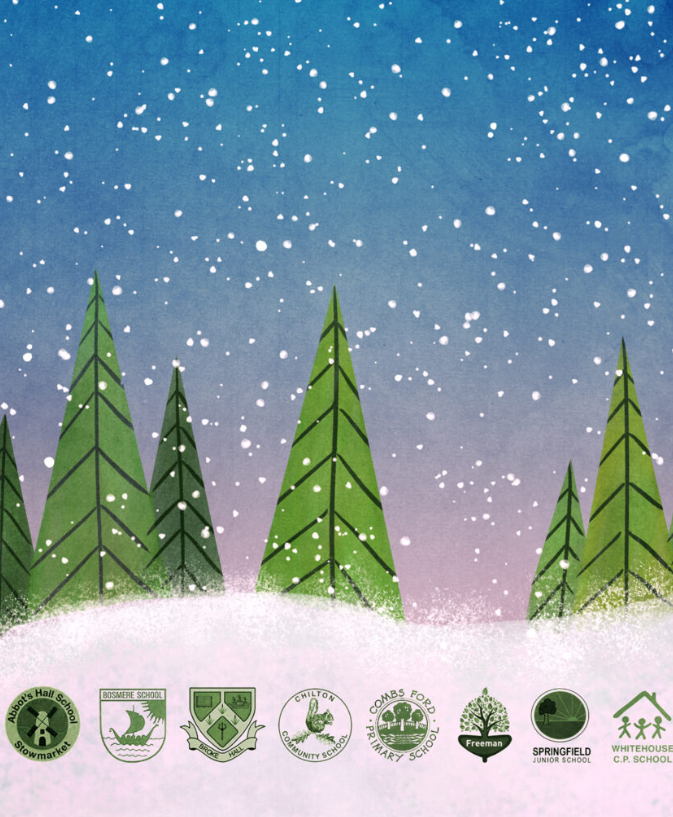 Abbot's Hall School
Stowmarket
BOSMERE SCHOOL
BROKE HALL
CHILTON
COMMUNITY SCHOOL
COMBS FORD
PRIMARY SCHOOL
Freeman
SPRINGFIELD
JUNIOR SCHOOL
WHITEHOUSE
C.P. SCHOOL